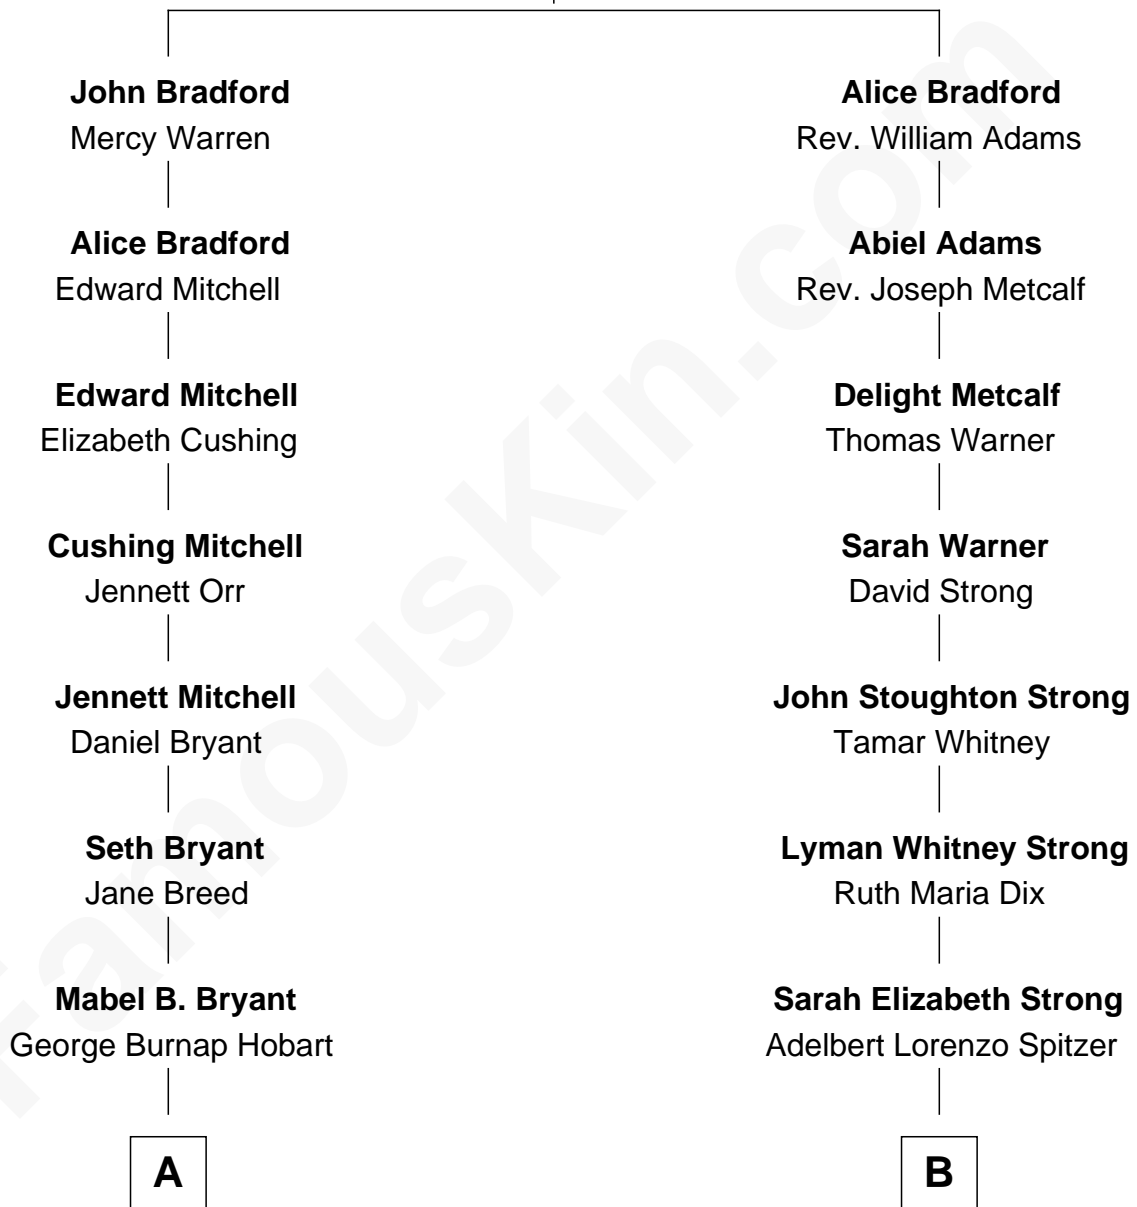 John Bradford
Mercy Warren
Alice Bradford
Edward Mitchell
Edward Mitchell
Elizabeth Cushing
Cushing Mitchell
Jennett Orr
Jennett Mitchell
Daniel Bryant
Seth Bryant
Jane Breed
Mabel B. Bryant
George Burnap Hobart
A
Alice Bradford
Rev. William Adams
Abiel Adams
Rev. Joseph Metcalf
Delight Metcalf
Thomas Warner
Sarah Warner
David Strong
John Stoughton Strong
Tamar Whitney
Lyman Whitney Strong
Ruth Maria Dix
Sarah Elizabeth Strong
Adelbert Lorenzo Spitzer
B
FamousKin.com